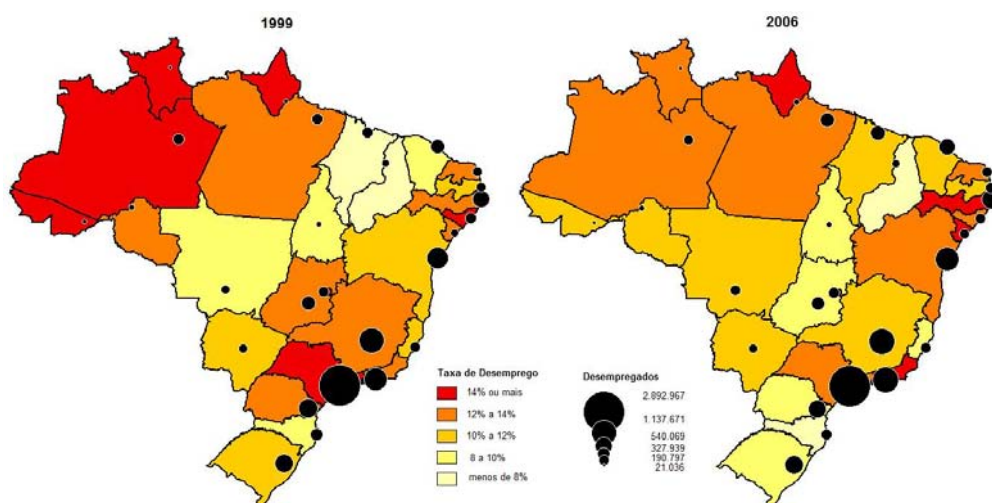 1999
2006
Taxa de Desemprego
14% ou mais
12% a 14%
10% a 12%
8 a 10%
menos de 8%
Desempregados
2.892.967
1.137.671
540.069
327.939
190.797
21.036